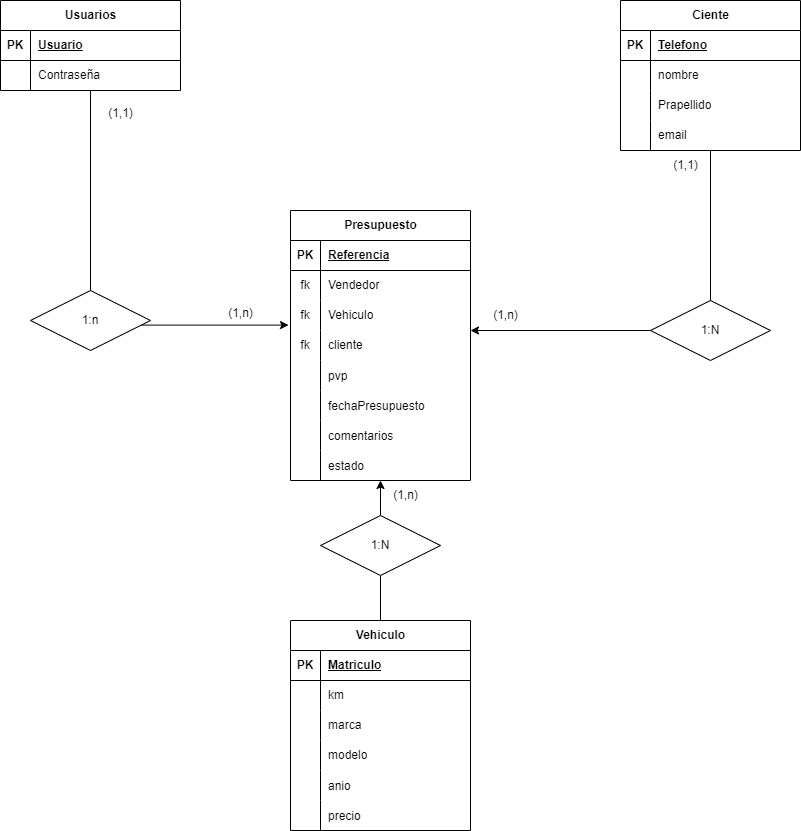 Usuarios
PK Usuario
Contraseña
(1,1)
Ciente
PK Telefono
nombre
Prapellido
email
(1,1)
Presupuesto
PK Referencia
fk Vendedor
fk Vehiculo
fk cliente
pvp
fechaPresupuesto
comentarios
estado
1:n
(1,n)
(1,n)
1:N
(1,n)
1:N
Vehiculo
PK Matriculo
km
marca
modelo
anio
precio